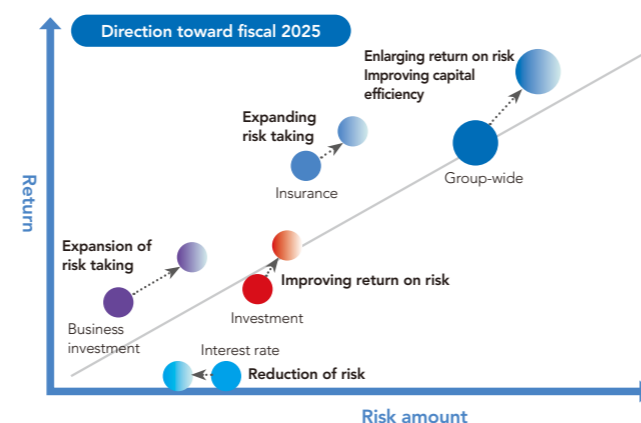 Direction toward fiscal 2025
Enlarging return on risk
Improving capital
efficiency
Expanding
risk taking
Group-wide
Insurance
Return
Expansion of
risk taking
Improving return on risk
Investment
Business
investment
Interest rate
Reduction of risk
Risk amount